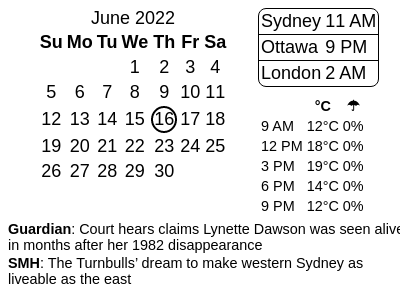 June 2022
Su Mo Tu We Th Fr Sa
1 2 3 4
5 6 7 8 9 10 11
12 13 14 15 16 17 18
19 20 21 22 23 24 25
26 27 28 29 30
Sydney 11 AM
Ottawa 9 PM
London 2 AM
°C ☂
9 AM 12°C 0%
12 PM 18°C 0%
3 PM 19°C 0%
6 PM 14°C 0%
9 PM 12°C 0%
Guardian: Court hears claims Lynette Dawson was seen alive
in months after her 1982 disappearance
SMH: The Turnbulls’ dream to make western Sydney as
liveable as the east